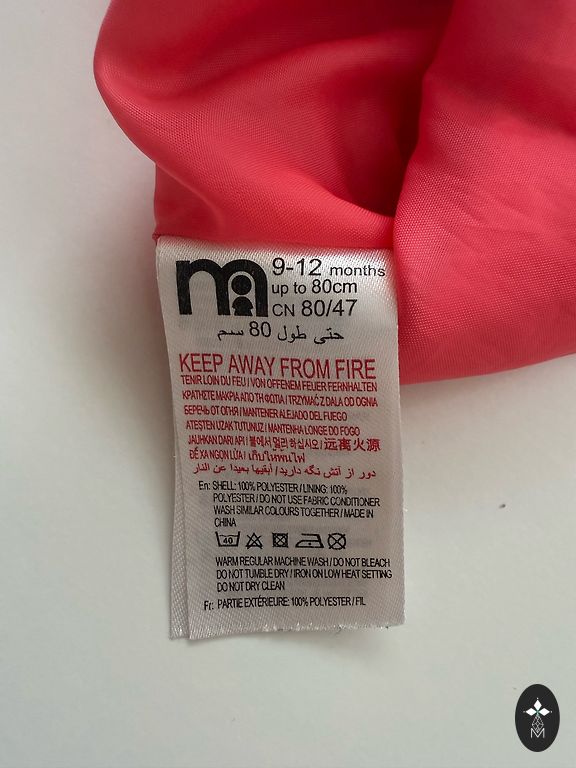 9-12 months
up to 80cm
CN 80/47
حتى طول 80 سم
KEEP AWAY FROM FIRE
TENIR LOIN DU FEU / VON OFFENEM FEUER FERNHALTEN
ΚΡΑΤΗΣΤΕ ΜΑΚΡΙΑ ΑΠΟ ΤΗ ΦΩΤΙΑ / TRZYMAĆ Z DALA OD OGNIA
БЕРЕЧЬ ОТ ОГНЯ / MANTENER ALEJADO DEL FUEGO
ATEŞTEN UZAK TUTUNUZ / MANTENHA LONGE DO FOGO
JAUHKAN DARI API / 불에서 멀리 하십시오 / 远离火源
ĐỂ XA NGỌN LỬA / เก็บให้พ้นไฟ
دور از آتش نگه دارید / أبقيها بعيدا عن النار
En: SHELL: 100% POLYESTER / LINING: 100%
POLYESTER / DO NOT USE FABRIC CONDITIONER
WASH SIMILAR COLOURS TOGETHER / MADE IN
CHINA
40
WARM REGULAR MACHINE WASH / DO NOT BLEACH
DO NOT TUMBLE DRY / IRON ON LOW HEAT SETTING
DO NOT DRY CLEAN
Fr: PARTIE EXTÉRIEURE: 100% POLYESTER / FIL